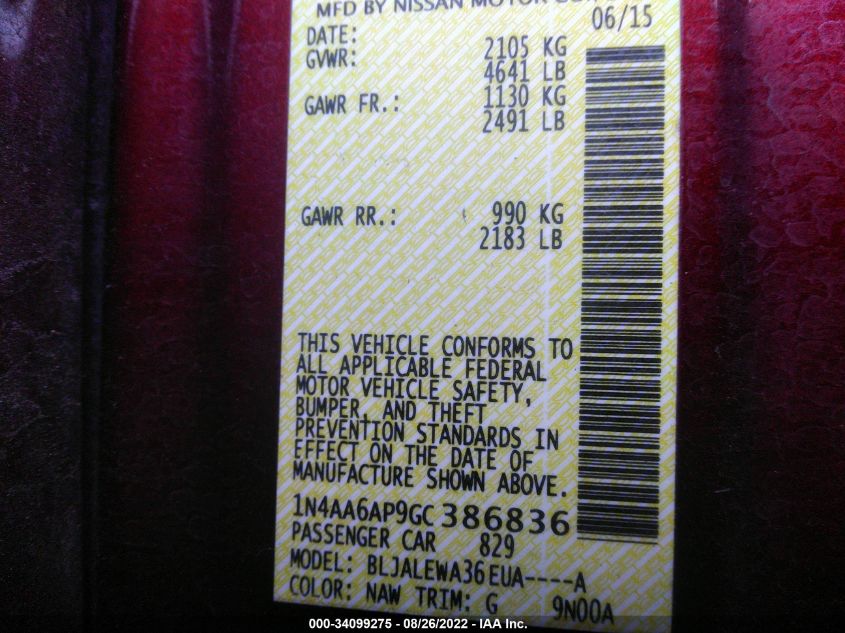 MFD BY NISSAN MOTOR
DATE: 06/15
GVWR: 2105 KG
4641 LB
GAWR FR.: 1130 KG
2491 LB
GAWR RR.: 990 KG
2183 LB
THIS VEHICLE CONFORMS TO
ALL APPLICABLE FEDERAL
MOTOR VEHICLE SAFETY,
BUMPER, AND THEFT
PREVENTION STANDARDS IN
EFFECT ON THE DATE OF
MANUFACTURE SHOWN ABOVE.
1N4AA6AP9GC 386836
PASSENGER CAR 829
MODEL: BLJALEWA36EUA----A
COLOR: NAW TRIM: G 9N00A
000-34099275 - 08/26/2022 - IAA Inc.